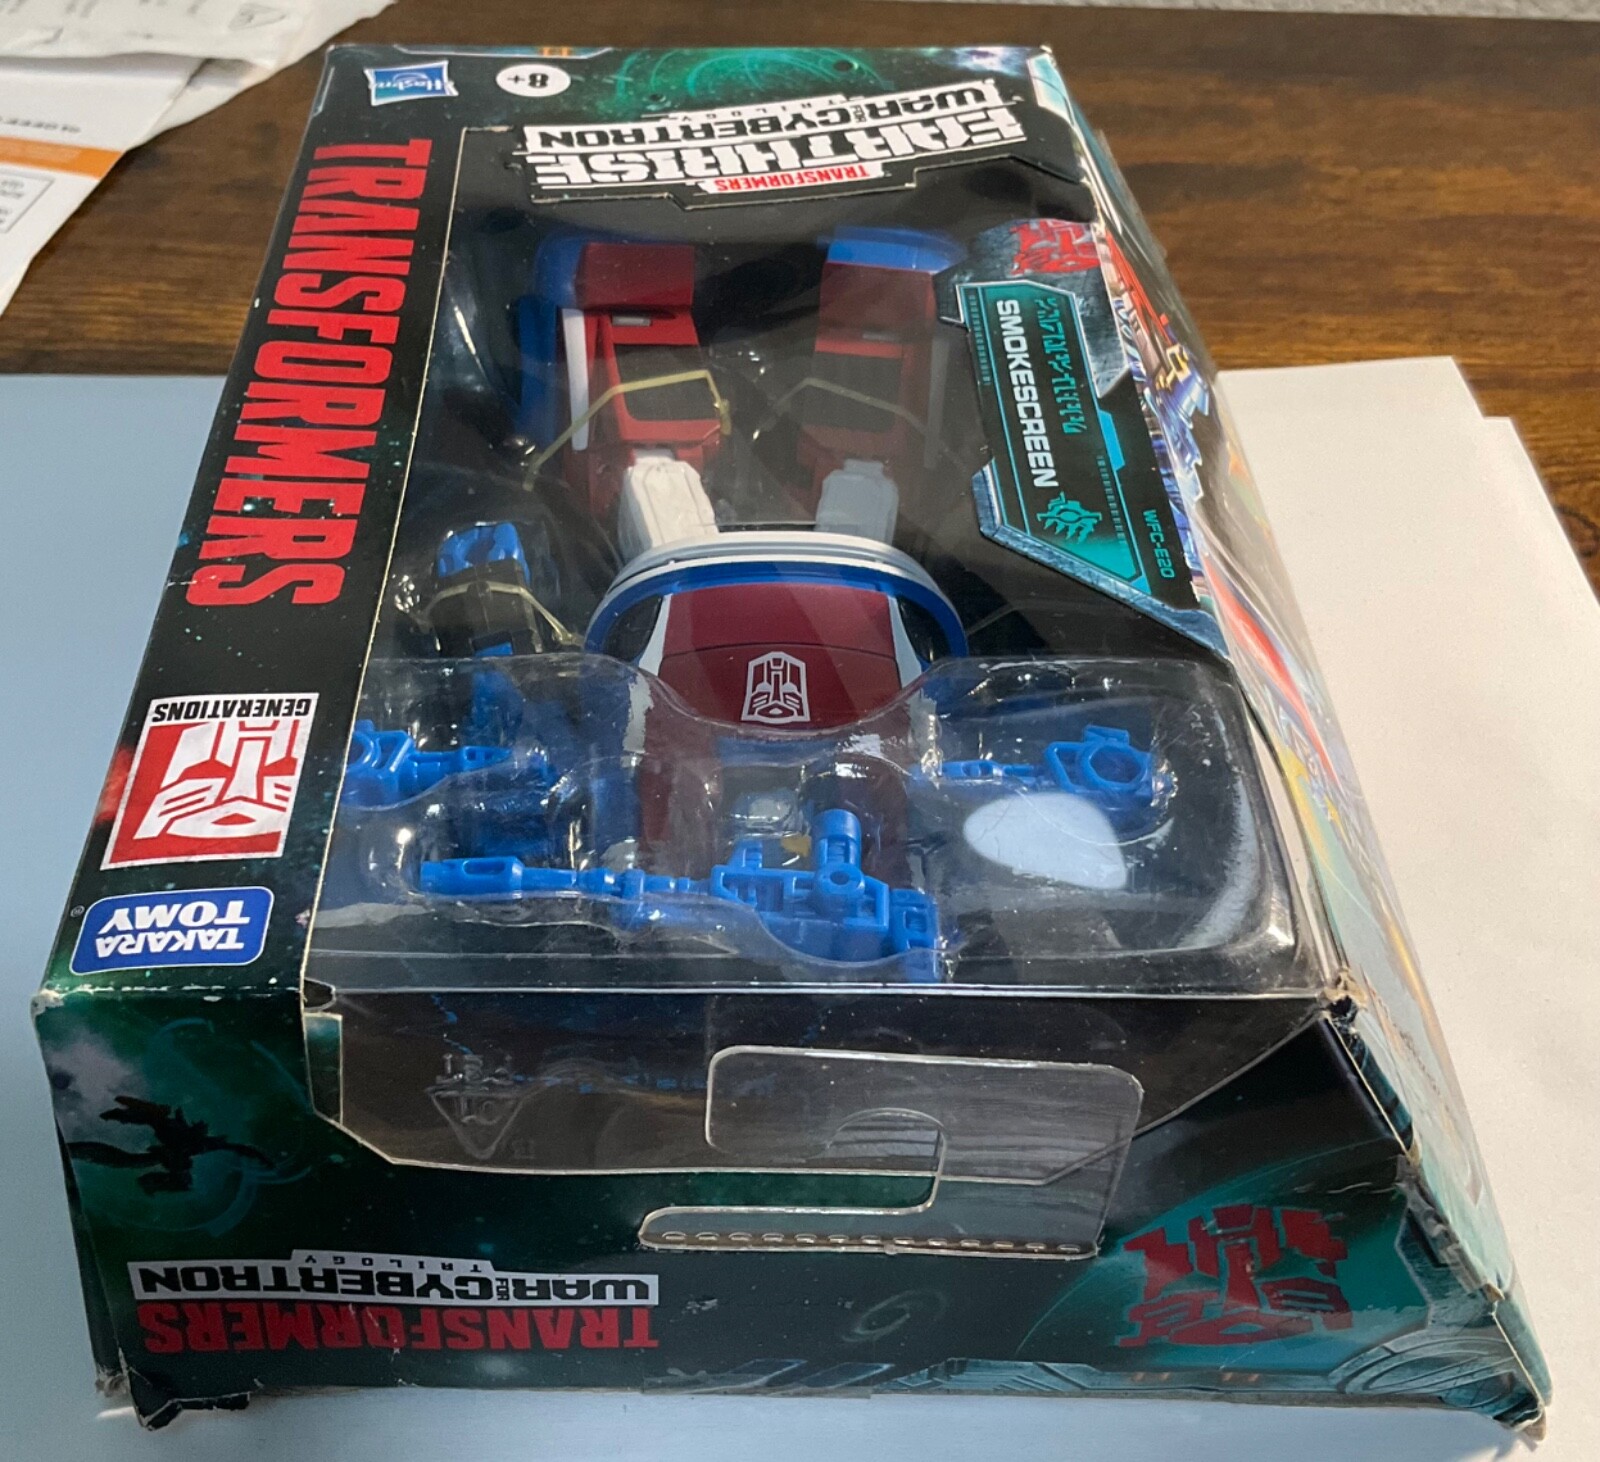 Hasbro
8+
TRANSFORMERS
EARTHRISE
WAR FOR CYBERTRON
TRILOGY
TRANSFORMERS
SMOKESCREEN
WFC-E20
GENERATIONS
TAKARA
TOMY
®
TRANSFORMERS
WAR FOR CYBERTRON
TRILOGY